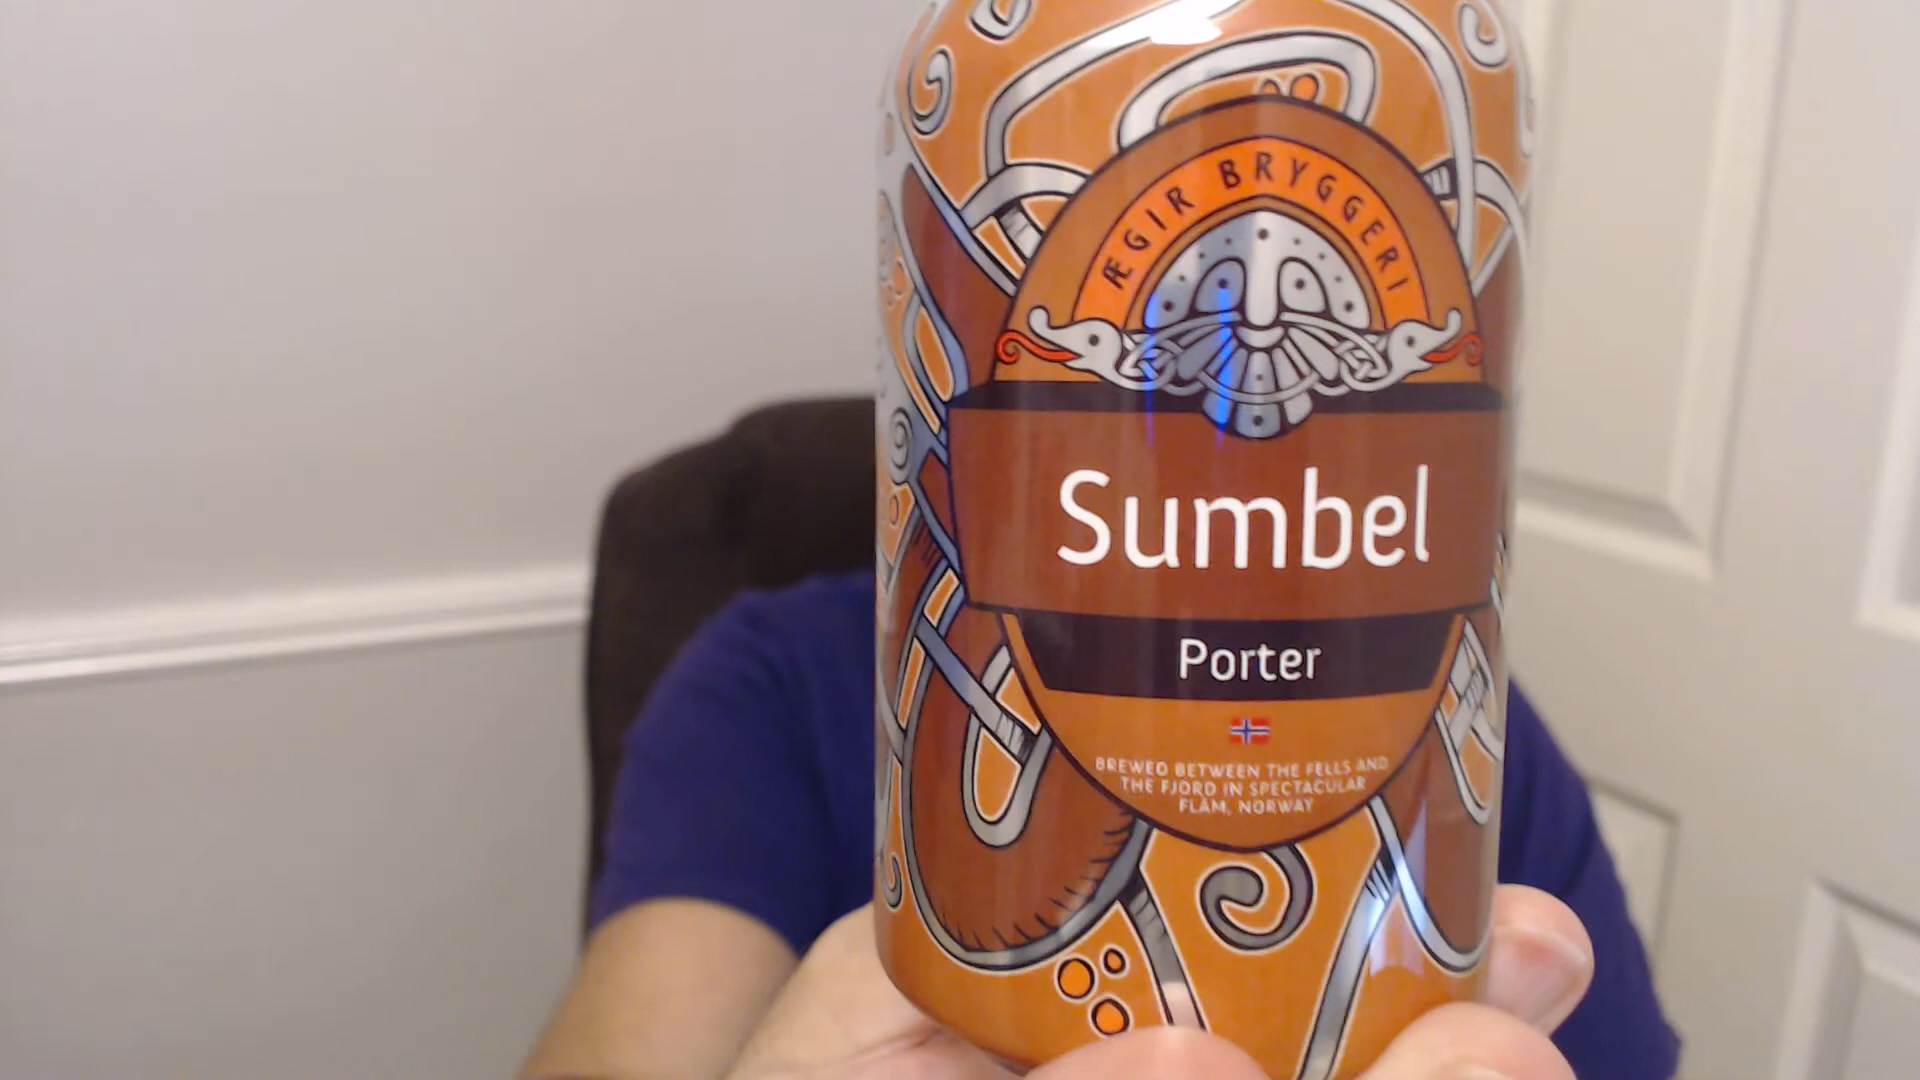 ÆGIR BRYGGERI
Sumbel
Porter
BREWED BETWEEN THE FELLS AND
THE FJORD IN SPECTACULAR
FLÅM, NORWAY